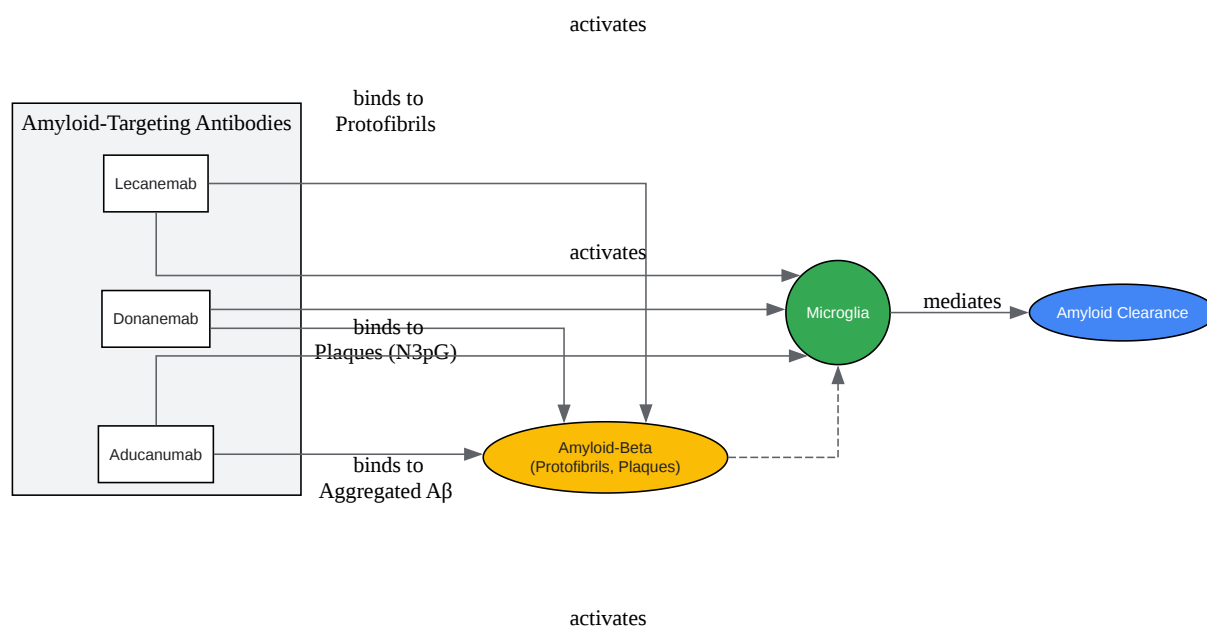 activates
binds to
Protofibrils
Amyloid-Targeting Antibodies
Lecanemab
activates
Donanemab
binds to
Plaques (N3pG)
Microglia
mediates
Amyloid Clearance
Aducanumab
binds to
Aggregated Aβ
Amyloid-Beta
(Protofibrils, Plaques)
activates